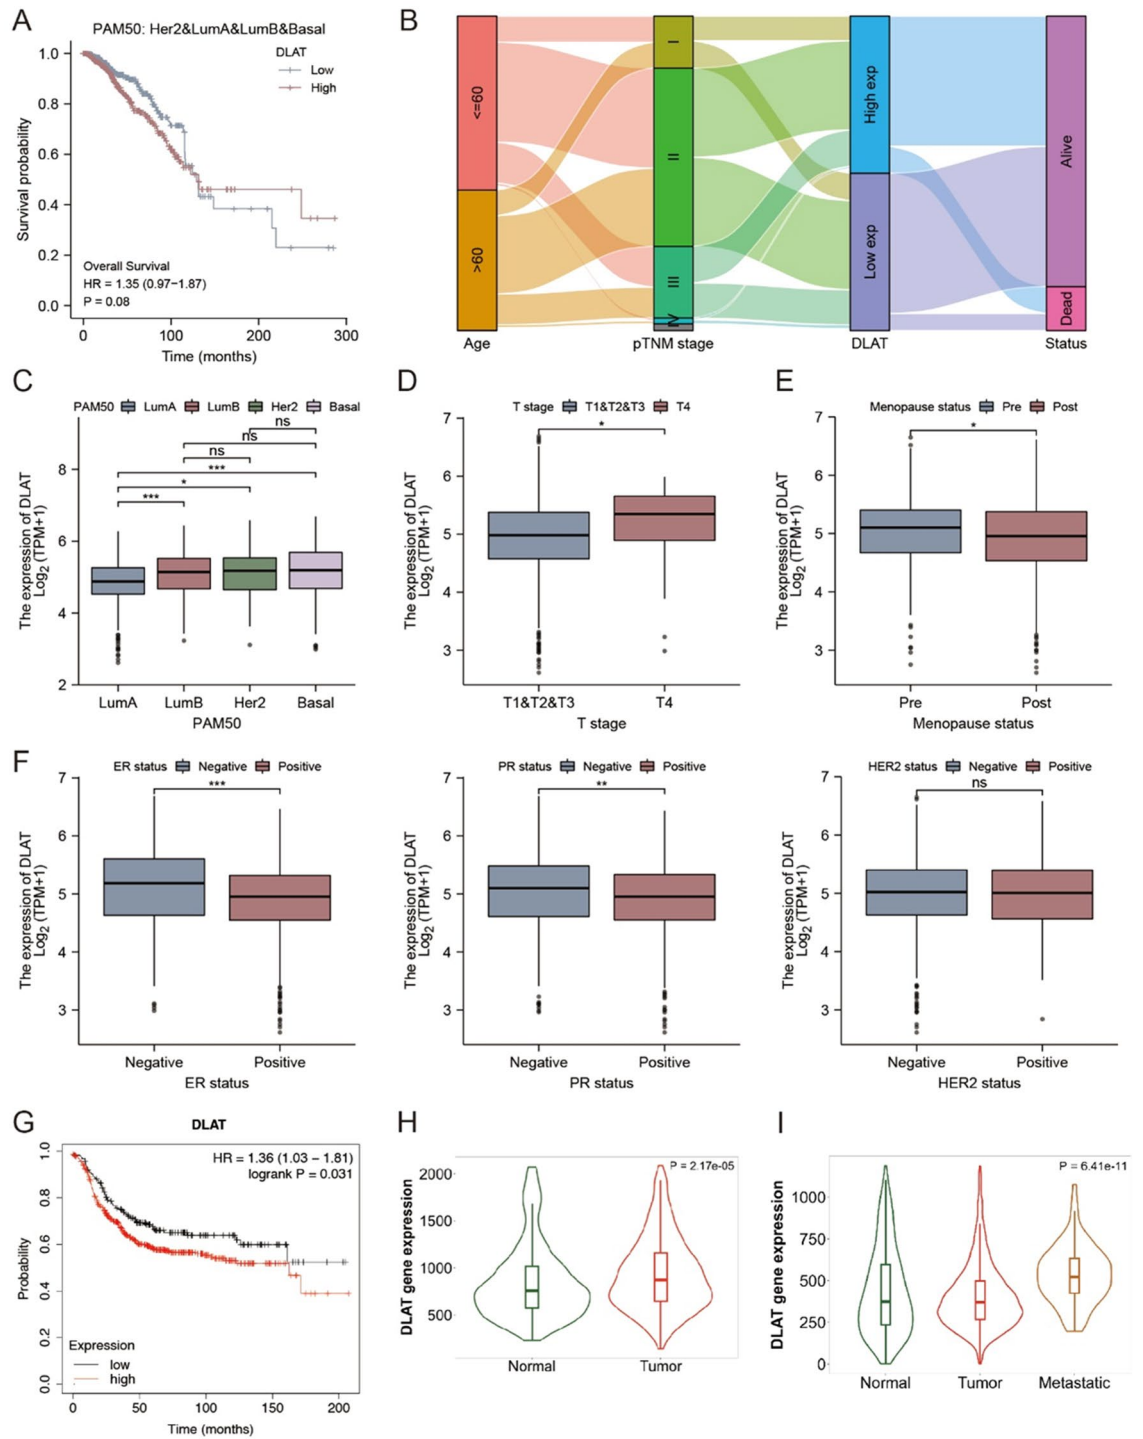 A
PAM50: Her2&LumA&LumB&Basal
DLAT
Low
High
Survival probability
1.0
0.8
0.6
0.4
0.2
0.0
Overall Survival
HR = 1.35 (0.97−1.87)
P = 0.08
0 100 200 300
Time (months)
B
<=60
>60
I
II
III
IV
High exp
Low exp
Alive
Dead
Age
pTNM stage
DLAT
Status
C
PAM50 LumA LumB Her2 Basal
ns
ns
ns
***
*
***
The expression of DLAT
Log2 (TPM+1)
8
6
4
2
LumA LumB Her2 Basal
PAM50
D
T stage T1&T2&T3 T4
*
The expression of DLAT
Log2 (TPM+1)
7
6
5
4
3
T1&T2&T3 T4
T stage
E
Menopause status Pre Post
*
The expression of DLAT
Log2 (TPM+1)
7
6
5
4
3
Pre Post
Menopause status
F
ER status Negative Positive
***
The expression of DLAT
Log2 (TPM+1)
7
6
5
4
3
Negative Positive
ER status
PR status Negative Positive
**
The expression of DLAT
Log2 (TPM+1)
7
6
5
4
3
Negative Positive
PR status
HER2 status Negative Positive
ns
The expression of DLAT
Log2 (TPM+1)
7
6
5
4
3
Negative Positive
HER2 status
G
DLAT
HR = 1.36 (1.03 − 1.81)
logrank P = 0.031
Probability
1.0
0.8
0.6
0.4
0.2
0.0
Expression
low
high
0 50 100 150 200
Time (months)
H
P = 2.17e-05
DLAT gene expression
2000
1500
1000
500
Normal Tumor
I
P = 6.41e-11
DLAT gene expression
1000
750
500
250
0
Normal Tumor Metastatic